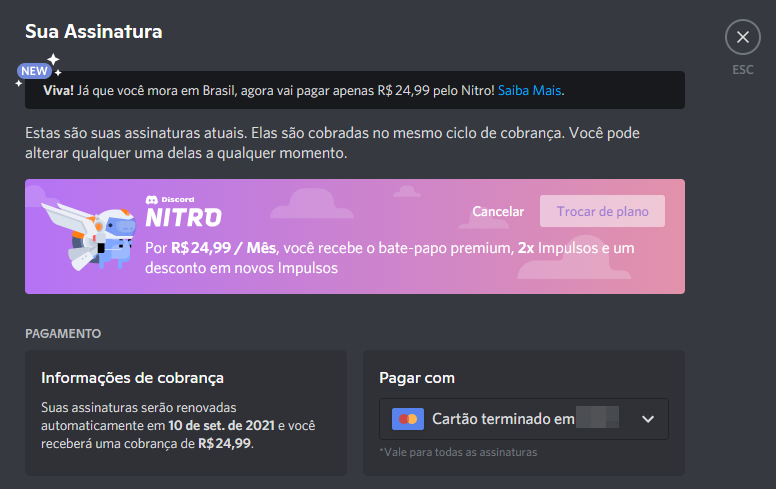 Sua Assinatura
ESC
NEW
Viva! Já que você mora em Brasil, agora vai pagar apenas R$ 24,99 pelo Nitro! Saiba Mais.
Estas são suas assinaturas atuais. Elas são cobradas no mesmo ciclo de cobrança. Você pode
alterar qualquer uma delas a qualquer momento.
Discord
NITRO
Cancelar
Trocar de plano
Por R$ 24,99 / Mês, você recebe o bate-papo premium, 2x Impulsos e um
desconto em novos Impulsos
PAGAMENTO
Informações de cobrança
Suas assinaturas serão renovadas
automaticamente em 10 de set. de 2021 e você
receberá uma cobrança de R$ 24,99.
Pagar com
Cartão terminado em
*Vale para todas as assinaturas